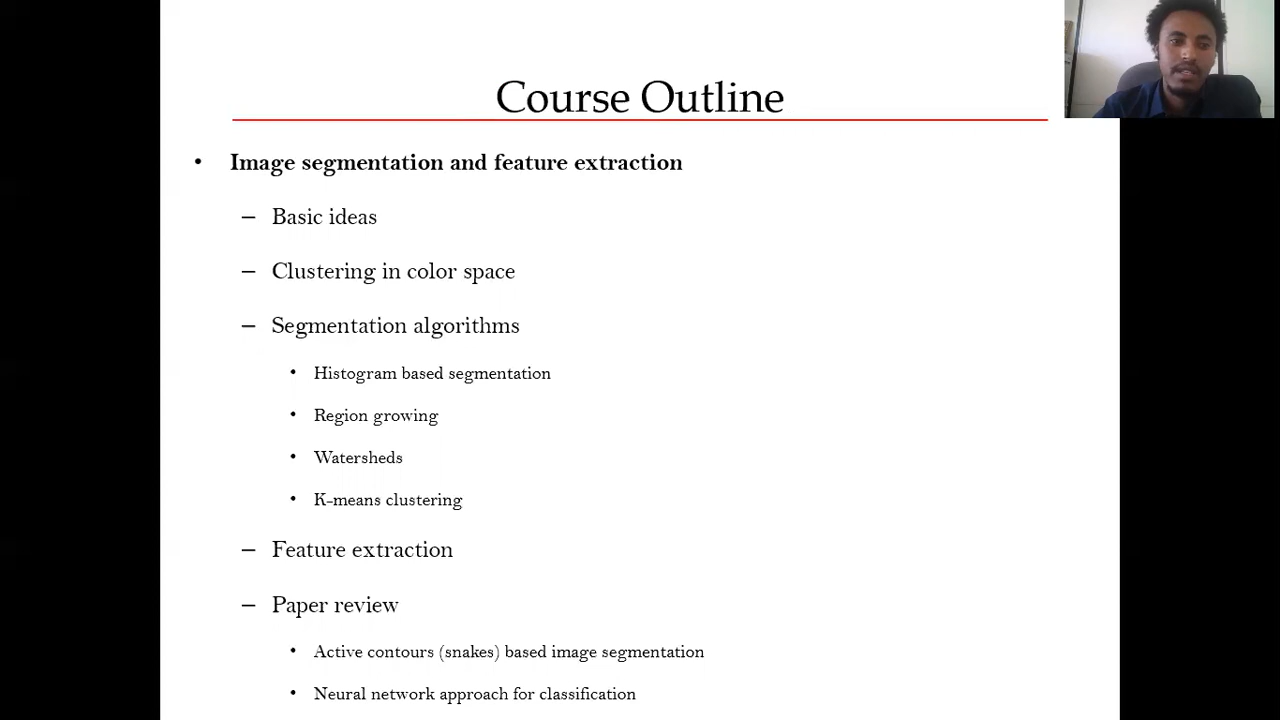 Course Outline
• Image segmentation and feature extraction
– Basic ideas
– Clustering in color space
– Segmentation algorithms
• Histogram based segmentation
• Region growing
• Watersheds
• K-means clustering
– Feature extraction
– Paper review
• Active contours (snakes) based image segmentation
• Neural network approach for classification